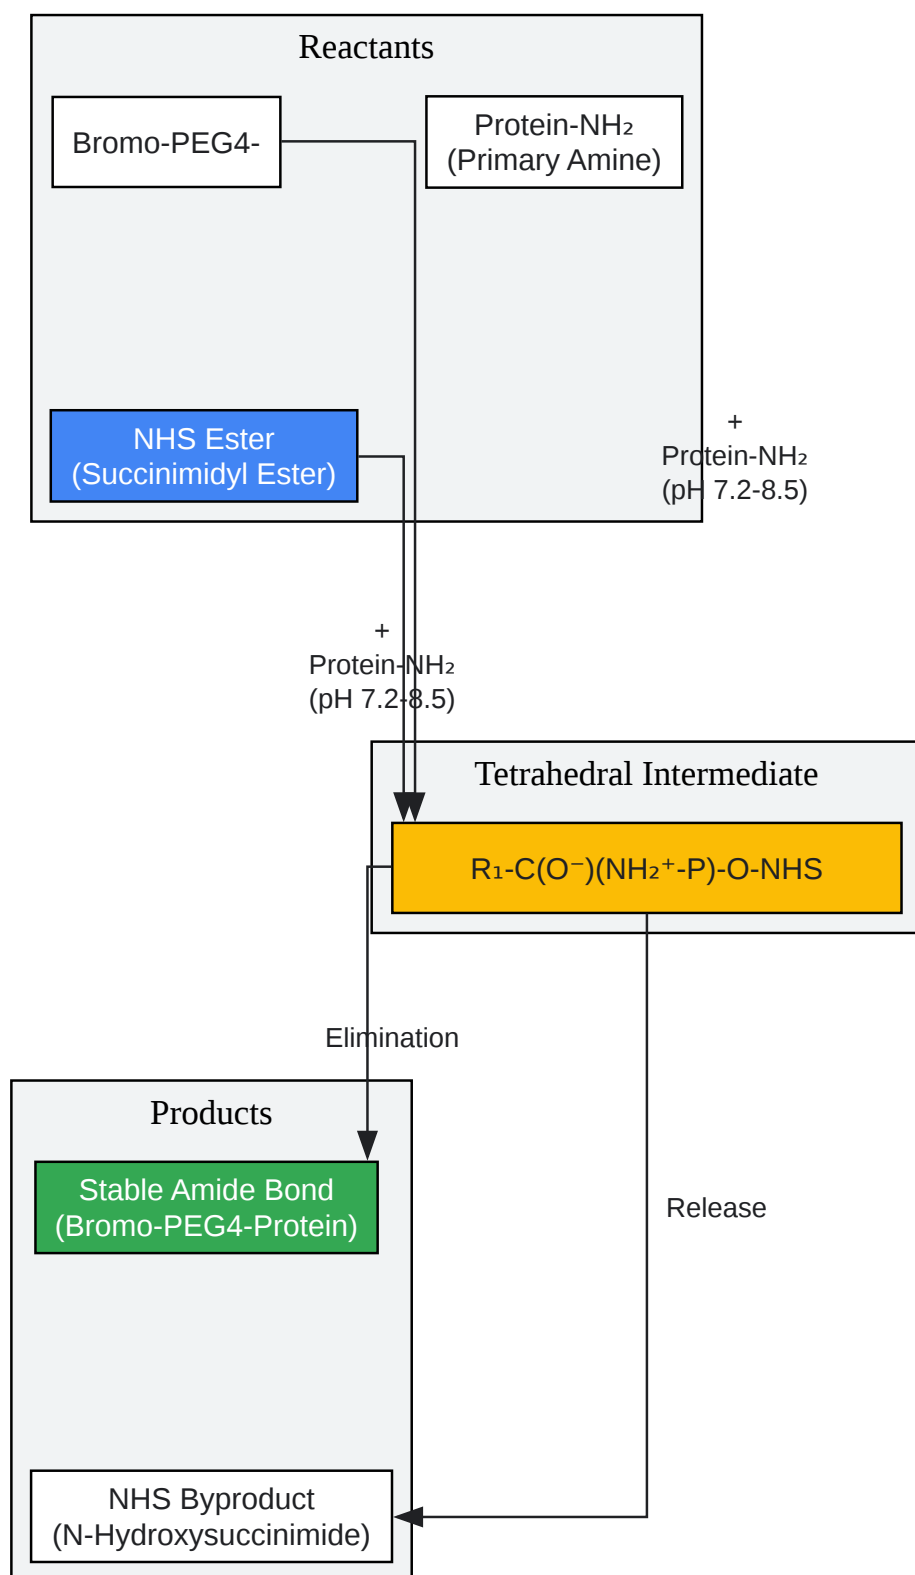 Reactants
Bromo-PEG4-
Protein-NH₂
(Primary Amine)
NHS Ester
(Succinimidyl Ester)
+
Protein-NH₂
(pH 7.2-8.5)
+
Protein-NH₂
(pH 7.2-8.5)
Tetrahedral Intermediate
R₁-C(O⁻)(NH₂⁺-P)-O-NHS
Elimination
Products
Stable Amide Bond
(Bromo-PEG4-Protein)
Release
NHS Byproduct
(N-Hydroxysuccinimide)